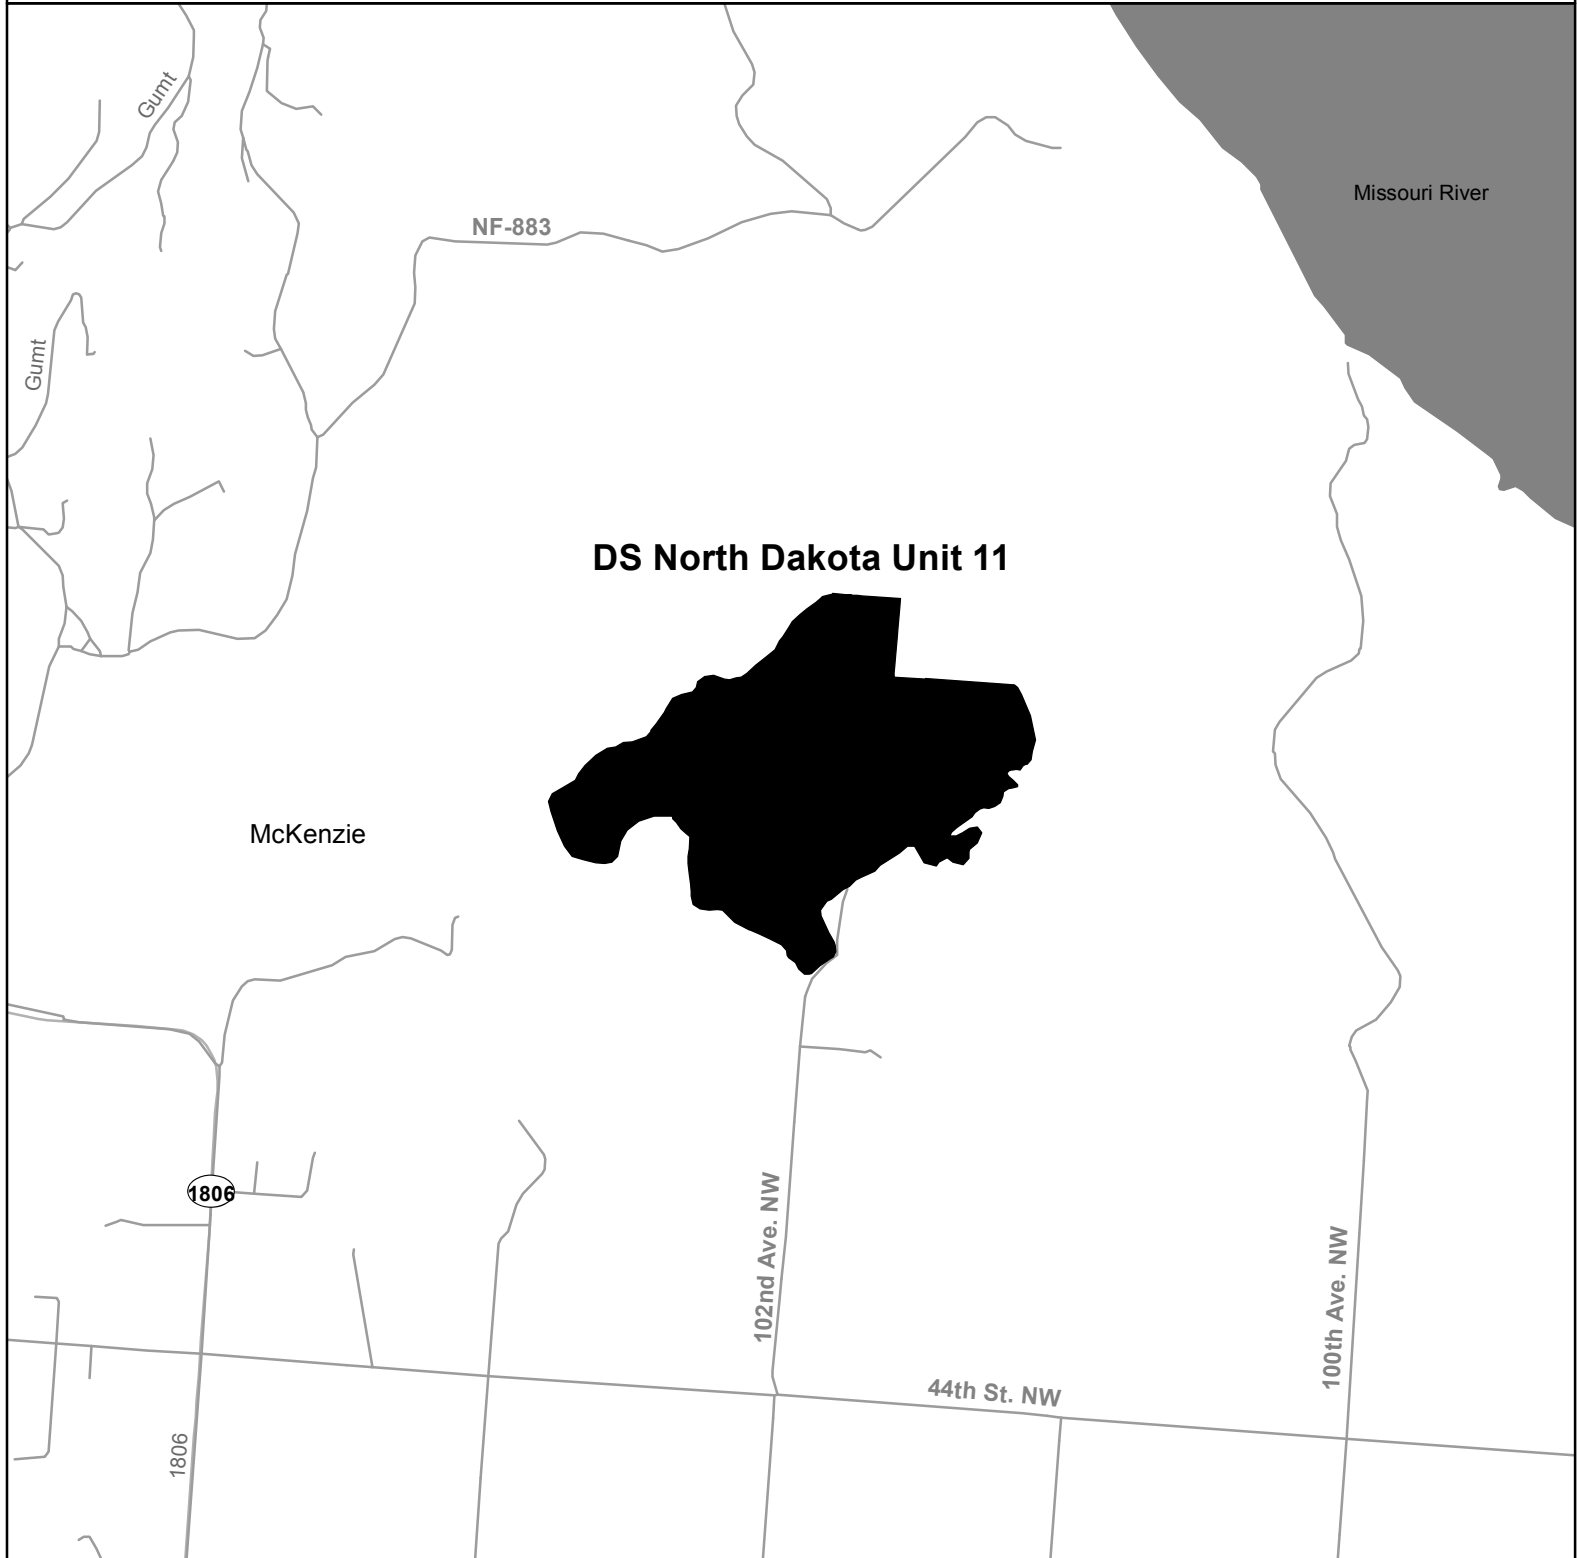 Gumt
Missouri River
NF-883
Gumt
DS North Dakota Unit 11
McKenzie
1806
102nd Ave. NW
100th Ave. NW
44th St. NW
1806